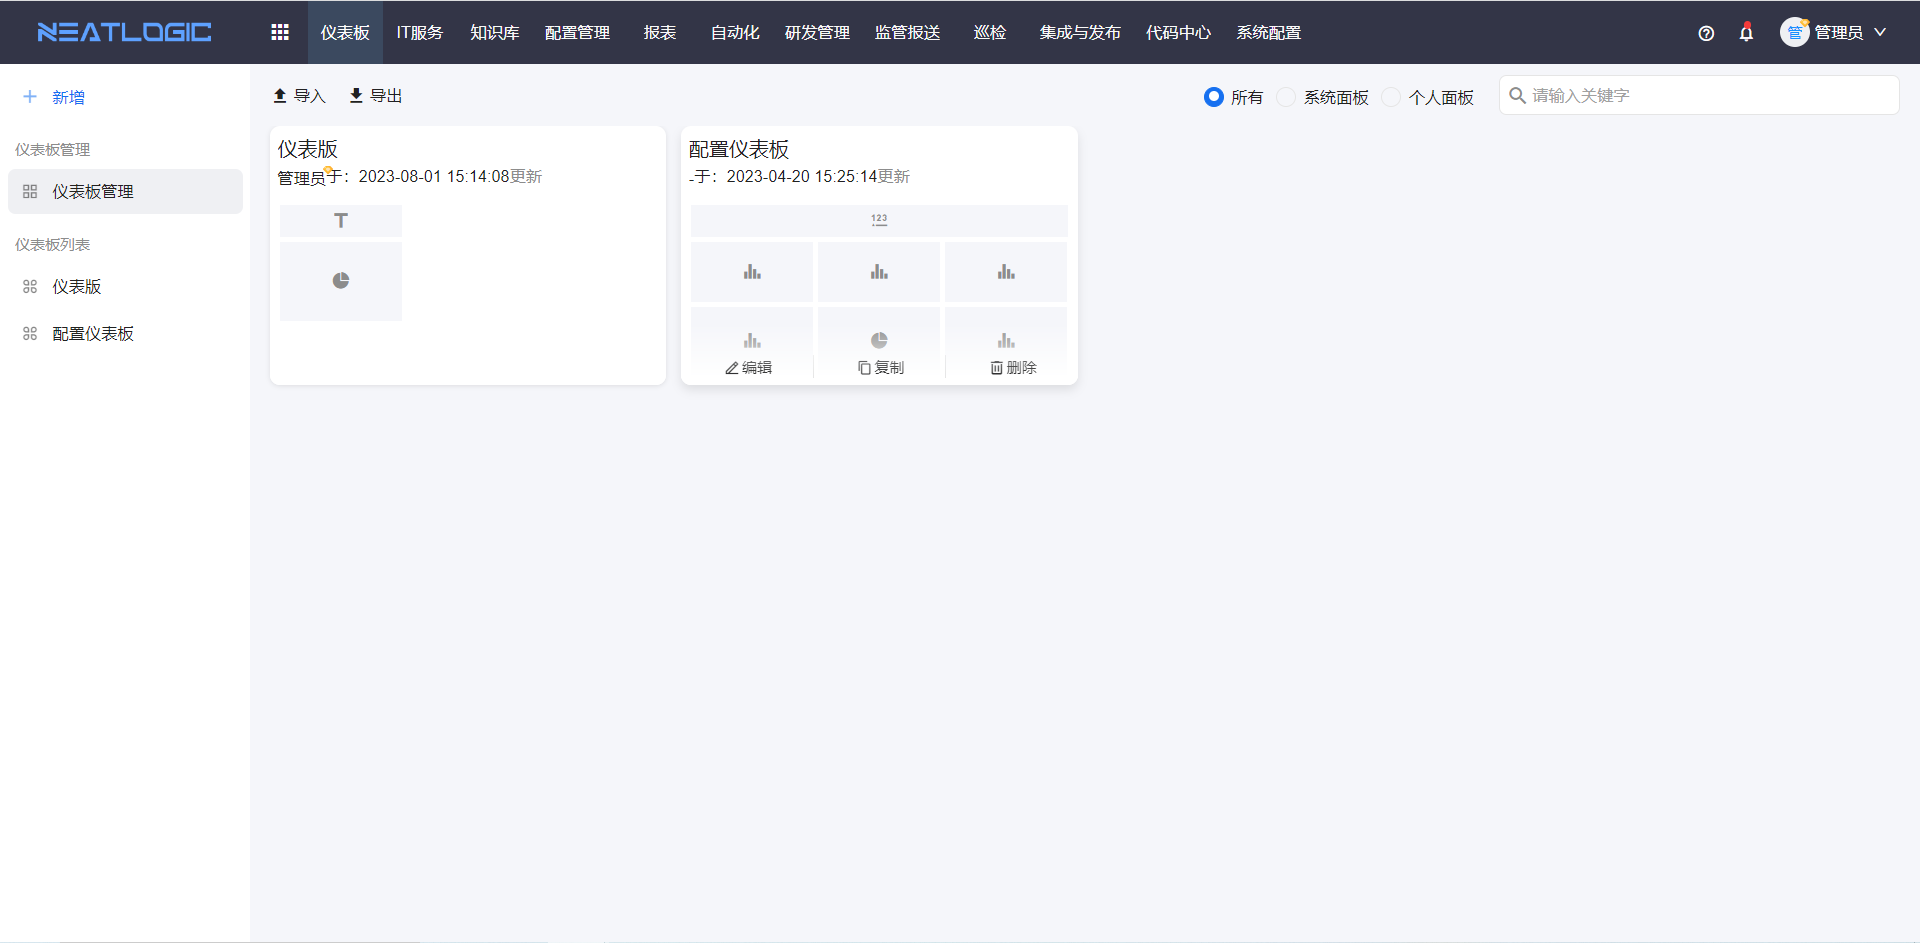 NEATLOGIC
仪表板 IT服务 知识库 配置管理 报表 自动化 研发管理 监管报送 巡检 集成与发布 代码中心 系统配置
管 管理员
新增
仪表板管理
仪表板管理
仪表板列表
仪表版
配置仪表板
导入 导出
所有 系统面板 个人面板
请输入关键字
仪表版
管理员于：2023-08-01 15:14:08更新
T
配置仪表板
-于：2023-04-20 15:25:14更新
123
编辑 复制 删除